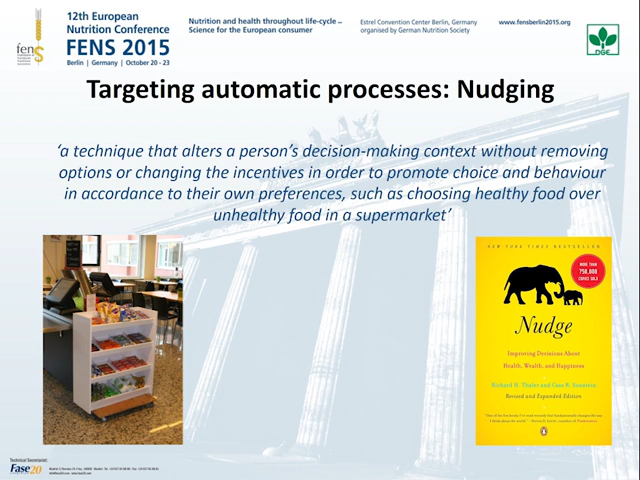 12th European
Nutrition Conference
FENS 2015
Berlin | Germany | October 20 - 23
fens
Nutrition and health throughout life-cycle –
Science for the European consumer
Estrel Convention Center Berlin, Germany
organised by German Nutrition Society
www.fensberlin2015.org
DGE
Targeting automatic processes: Nudging
‘a technique that alters a person’s decision-making context without removing
options or changing the incentives in order to promote choice and behaviour
in accordance to their own preferences, such as choosing healthy food over
unhealthy food in a supermarket’
NEW YORK TIMES BESTSELLER
MORE THAN
750,000
COPIES SOLD
Nudge
Improving Decisions About
Health, Wealth, and Happiness
Richard H. Thaler and Cass R. Sunstein
Revised and Expanded Edition
Technical Secretariat:
Fase20